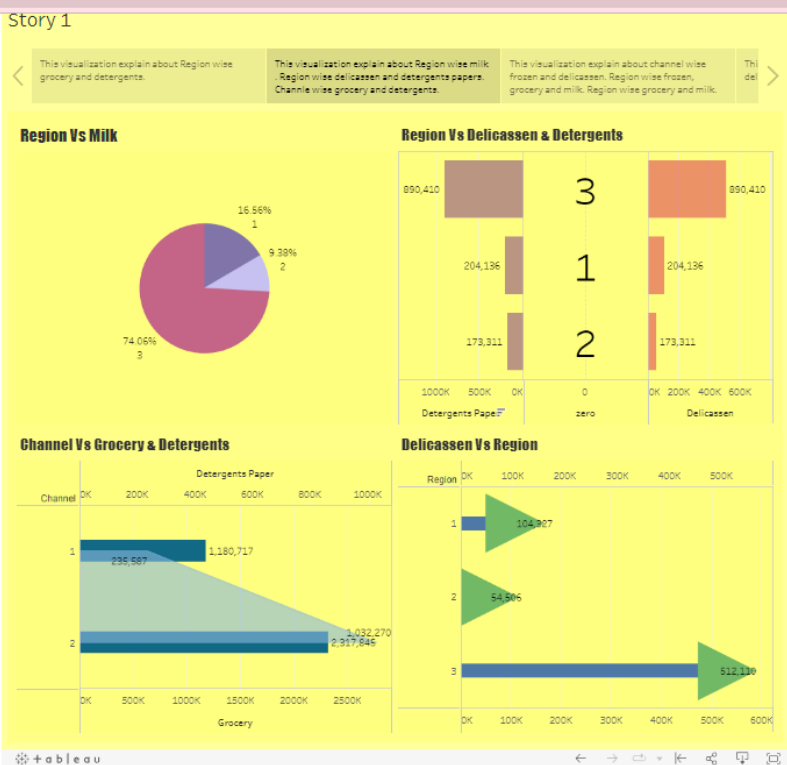 Story 1
This visualization explain about Region wise
grocery and detergents.
This visualization explain about Region wise milk
. Region wise delicassen and detergents papers.
Channle wise grocery and detergents.
This visualization explain about channel wise
frozen and delicassen. Region wise frozen,
grocery and milk. Region wise grocery and milk.
Thi
del
Region Vs Milk
16.56%
1
9.38%
2
74.06%
3
Region Vs Delicassen & Detergents
890,410 3 890,410
204,136 1 204,136
173,311 2 173,311
1000K 500K 0K 0 0K 200K 400K 600K
Detergents Pape zero Delicassen
Channel Vs Grocery & Detergents
Detergents Paper
Channel 0K 200K 400K 600K 800K 1000K
1 1,180,717
235,587
1,032,270
2 2,317,845
0K 500K 1000K 1500K 2000K 2500K
Grocery
Delicassen Vs Region
Region 0K 100K 200K 300K 400K 500K
1 104,327
2 54,506
3 512,110
0K 100K 200K 300K 400K 500K 600K
+ableau